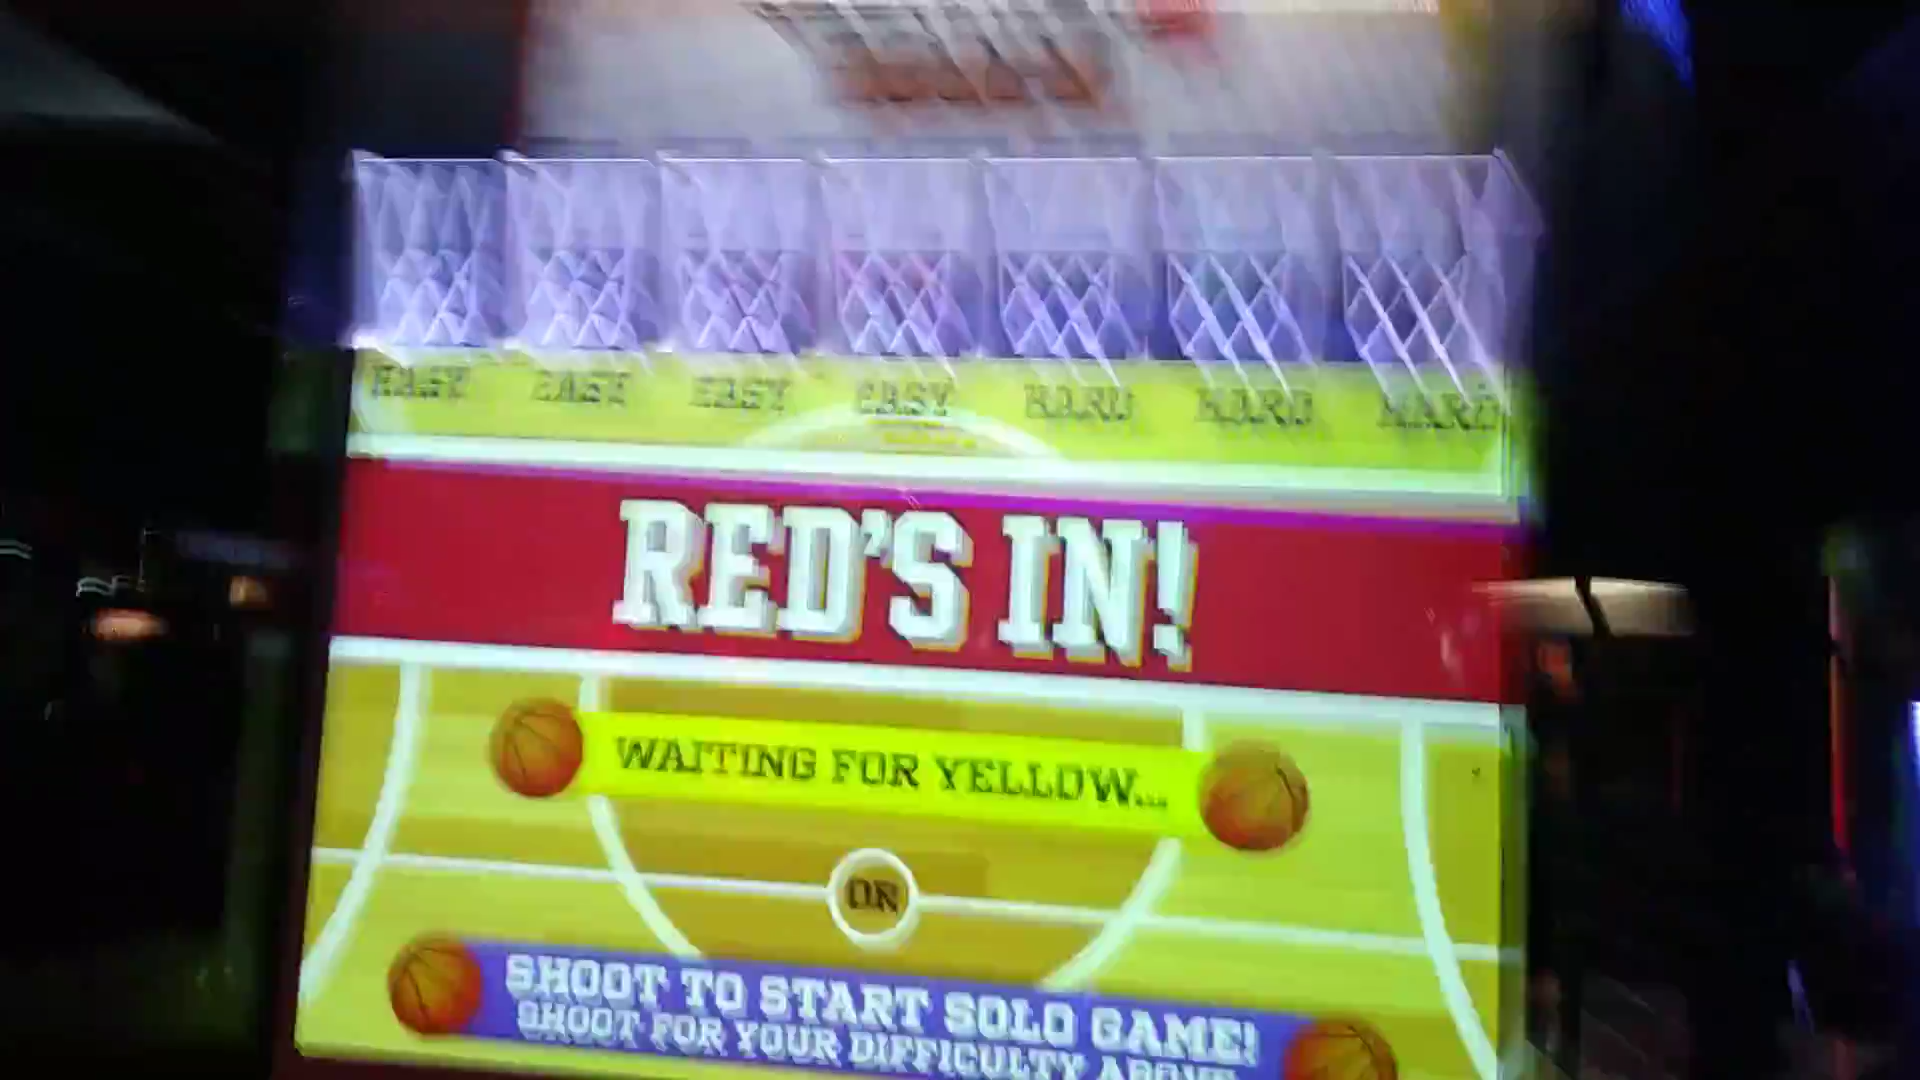 EASY EASY EASY EASY HARD HARD HARD
RED'S IN!
WAITING FOR YELLOW...
OR
SHOOT TO START SOLO GAME!
SHOOT FOR YOUR DIFFICULTY ABOVE